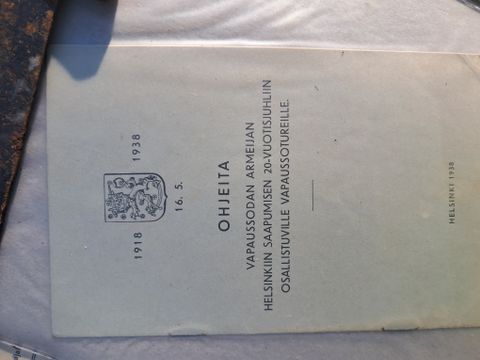 1918 1938
16. 5.
OHJEITA
VAPAUSSODAN ARMEIJAN
HELSINKIIN SAAPUMISEN 20-VUOTISJUHLIIN
OSALLISTUVILLE VAPAUSSOTUREILLE.
HELSINKI 1938